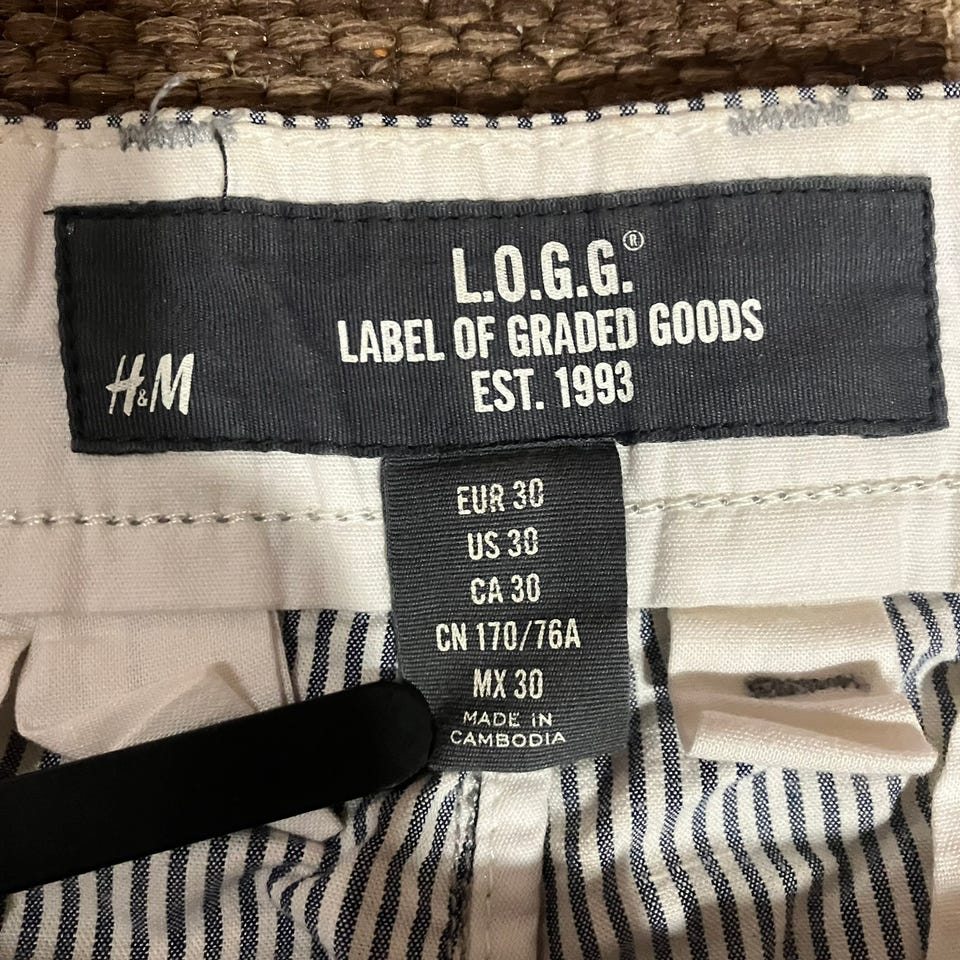 L.O.G.G.®
LABEL OF GRADED GOODS
EST. 1993
H&M
EUR 30
US 30
CA 30
CN 170/76A
MX 30
MADE IN
CAMBODIA